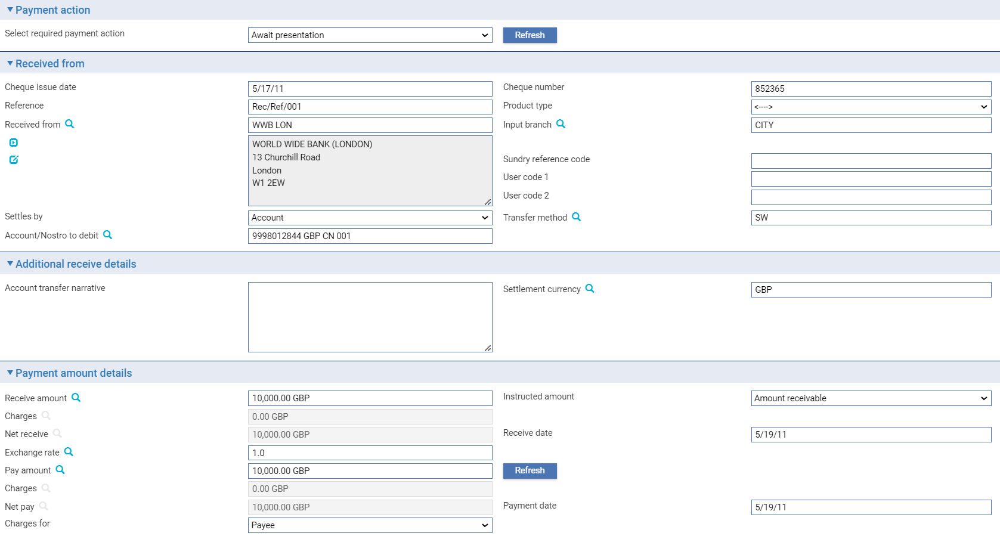 Payment action
Select required payment action Await presentation Refresh
Received from
Cheque issue date 5/17/11 Cheque number 852365
Reference Rec/Ref/001 Product type <---->
Received from WWB LON Input branch CITY
WORLD WIDE BANK (LONDON)
13 Churchill Road
Sundry reference code
London
User code 1
W1 2EW
User code 2
Settles by Account Transfer method SW
Account/Nostro to debit 9998012844 GBP CN 001
Additional receive details
Account transfer narrative Settlement currency GBP
Payment amount details
Receive amount 10,000.00 GBP Instructed amount Amount receivable
Charges 0.00 GBP
Net receive 10,000.00 GBP Receive date 5/19/11
Exchange rate 1.0
Pay amount 10,000.00 GBP Refresh
Charges 0.00 GBP
Net pay 10,000.00 GBP Payment date 5/19/11
Charges for Payee